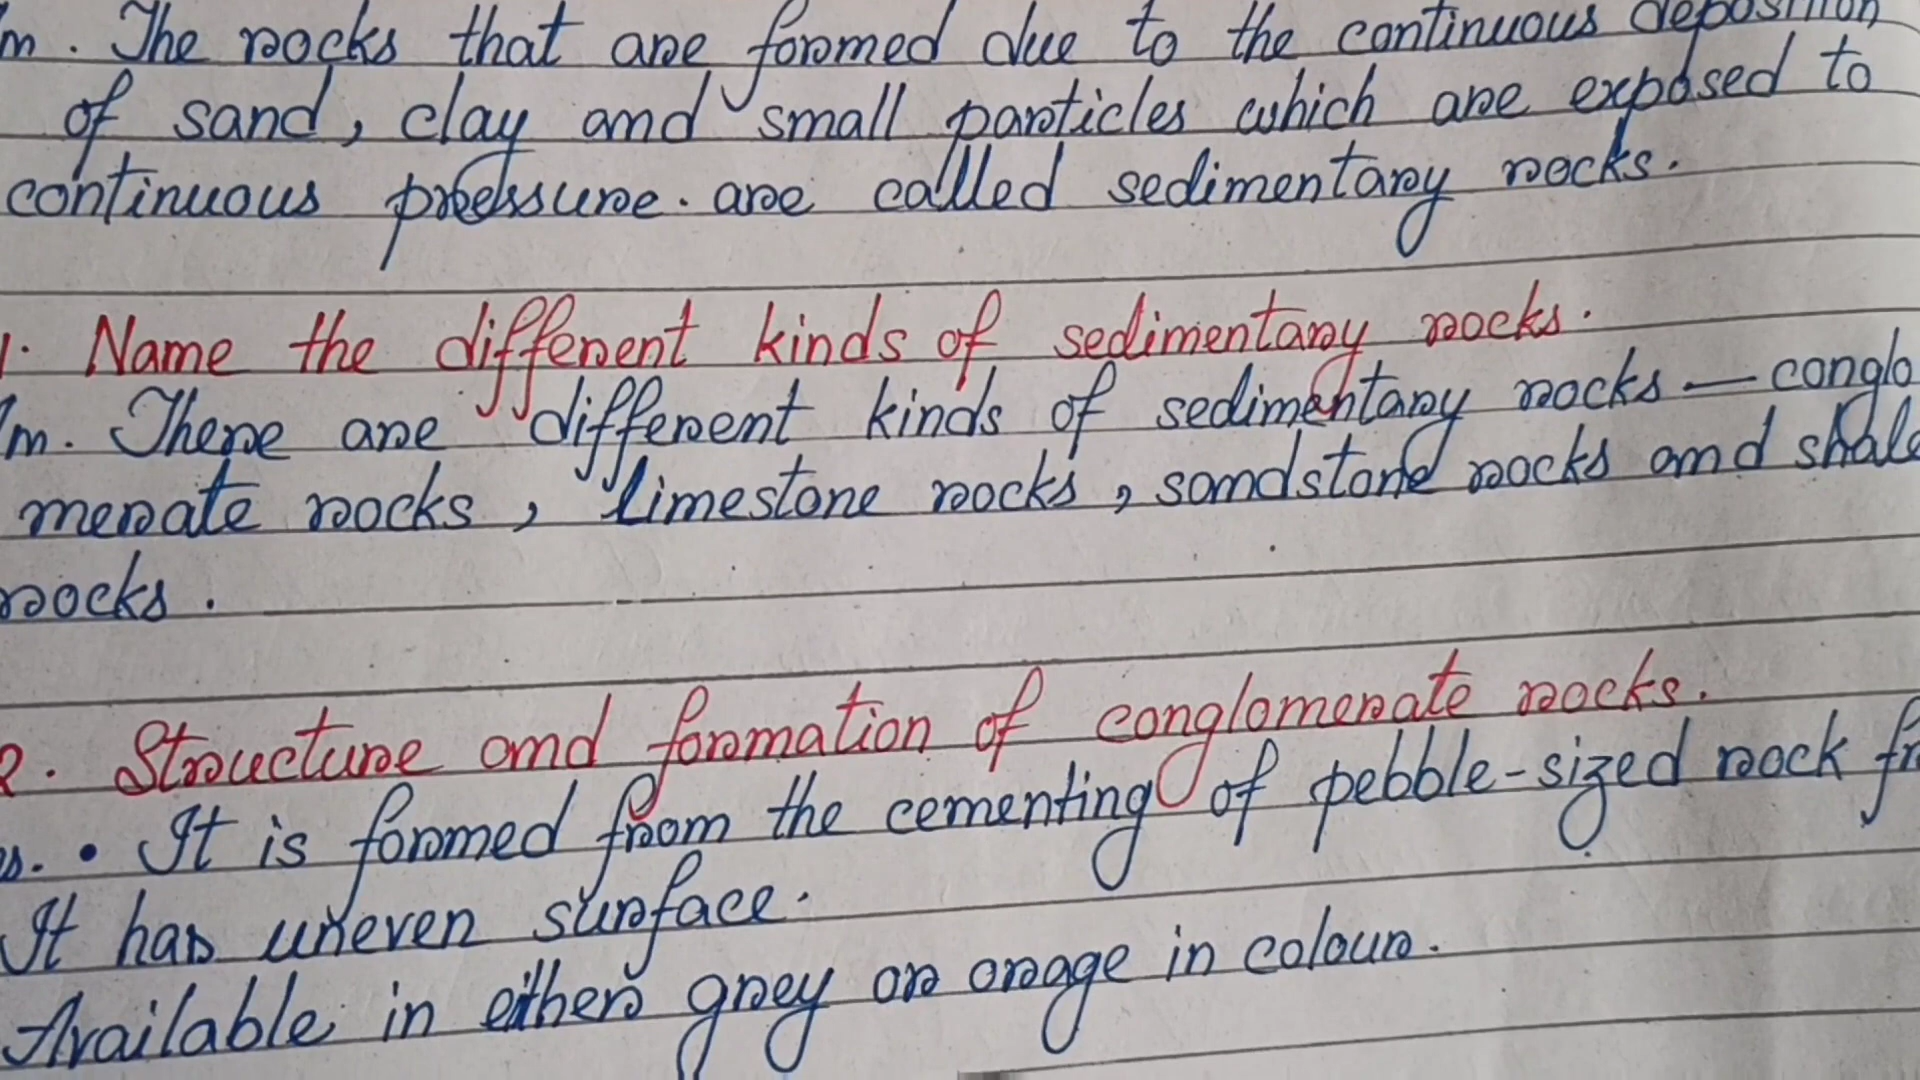 m. The rocks that are formed due to the continuous deposition
of sand, clay and small particles which are exposed to
continuous pressure. are called sedimentary rocks.
1. Name the different kinds of sedimentary rocks.
m. There are different kinds of sedimentary rocks — conglo
merate rocks, limestone rocks, sandstone rocks and shale
rocks.
2. Structure and formation of conglomerate rocks.
s. • It is formed from the cementing of pebble-sized rock fr
It has uneven surface.
Available in either grey or orage in colour.